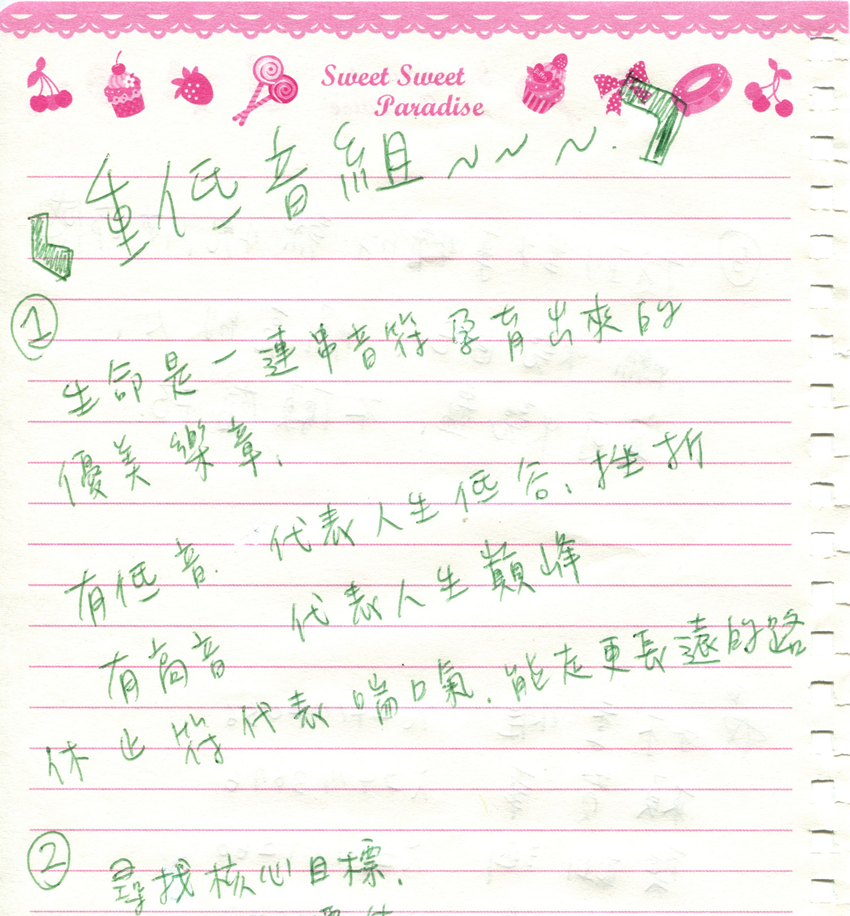 Sweet Sweet
Paradise
重低音組~~~.
①
生命是一連串音符孕育出來的
優美樂章、
有低音. 代表人生低谷、挫折
有高音 代表人生巔峰
休止符代表喘口氣、能走更長遠的路
②
尋找核心目標、